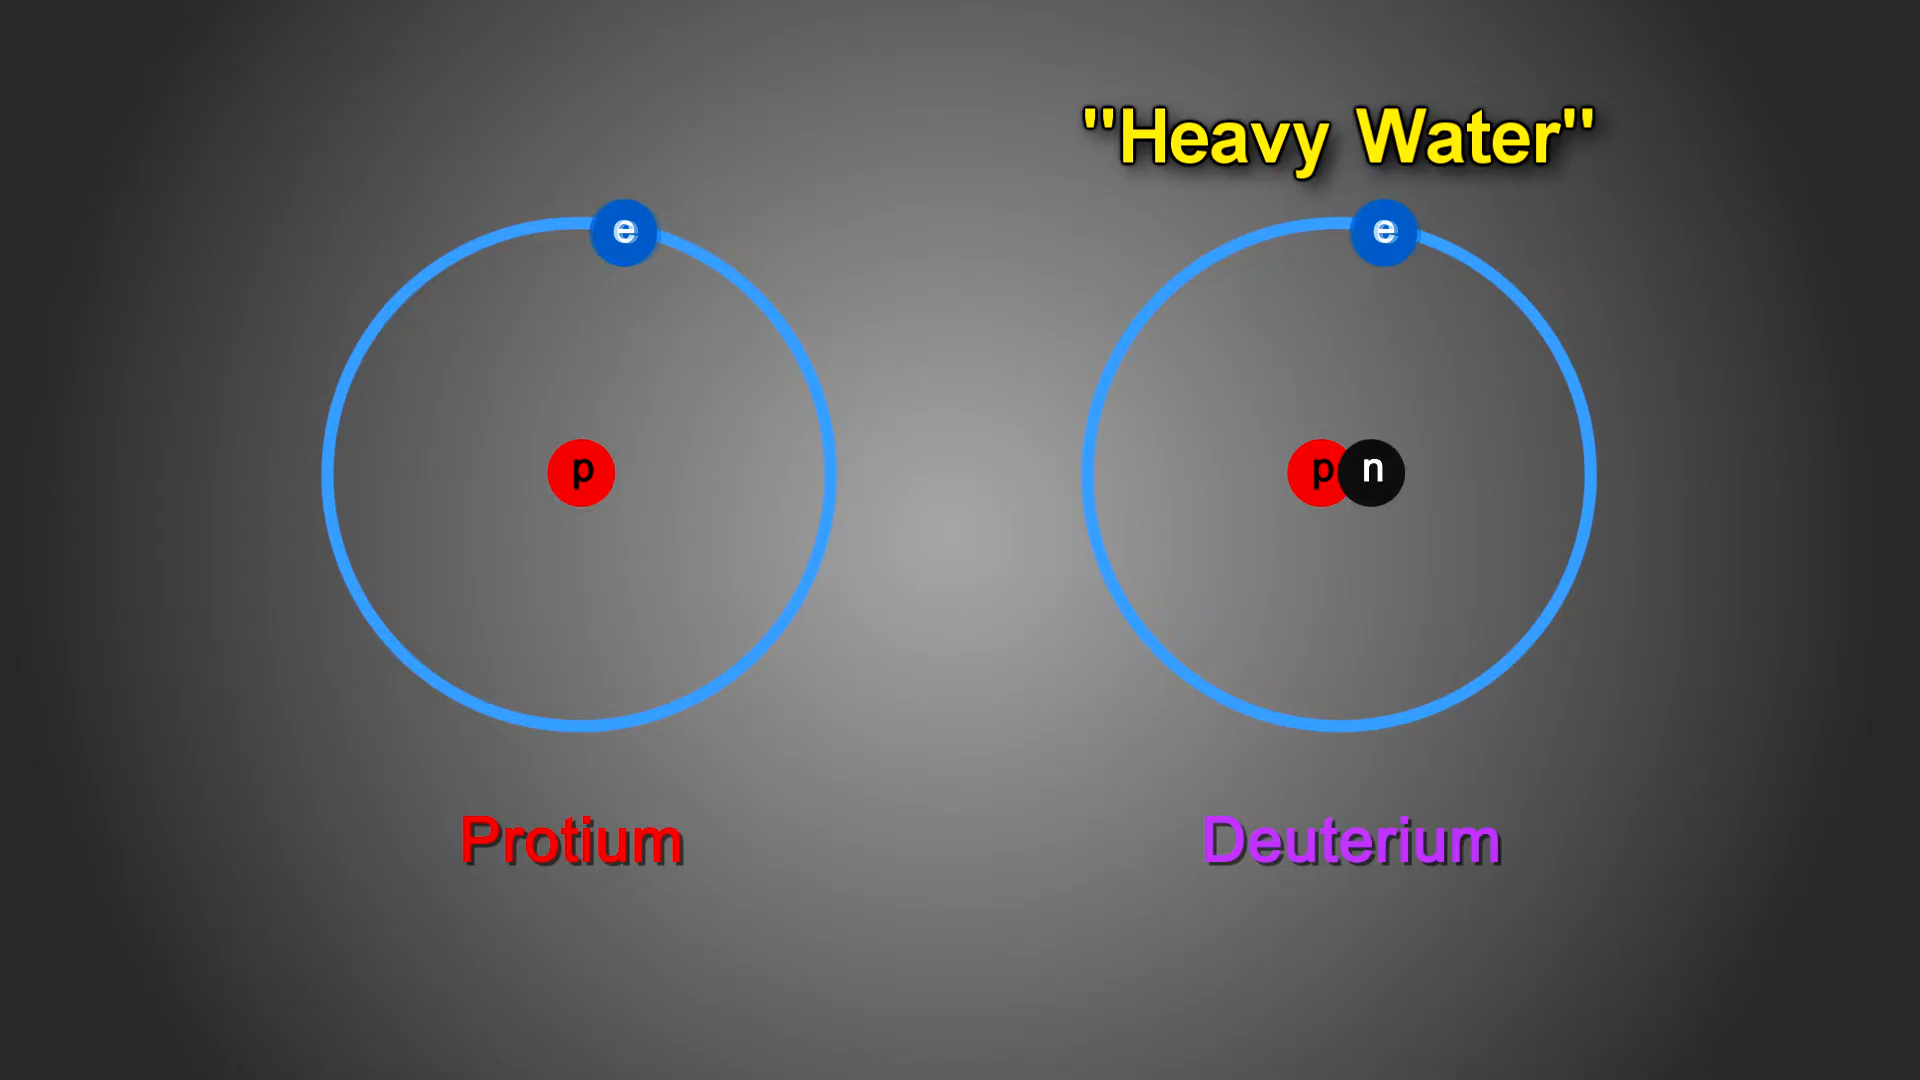 "Heavy Water"
e
e
p
p n
Protium
Deuterium